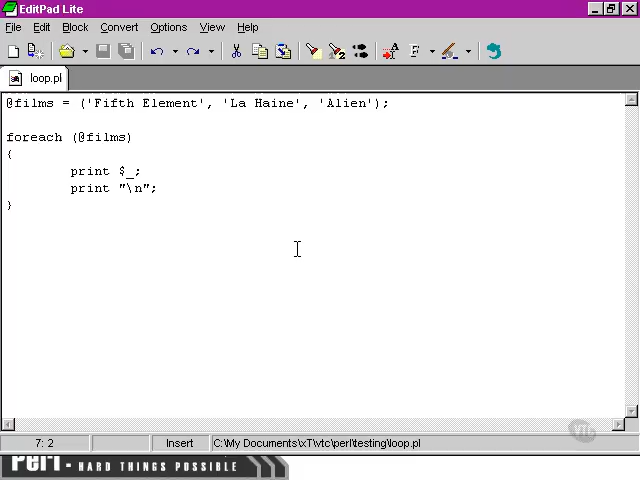 EditPad Lite
File Edit Block Convert Options View Help
loop.pl
@films = ('Fifth Element', 'La Haine', 'Alien');
foreach (@films)
{
print $_;
print "\n";
}
7: 2 Insert C:\My Documents\xT\vtc\perl\testing\loop.pl
Perl - HARD THINGS POSSIBLE